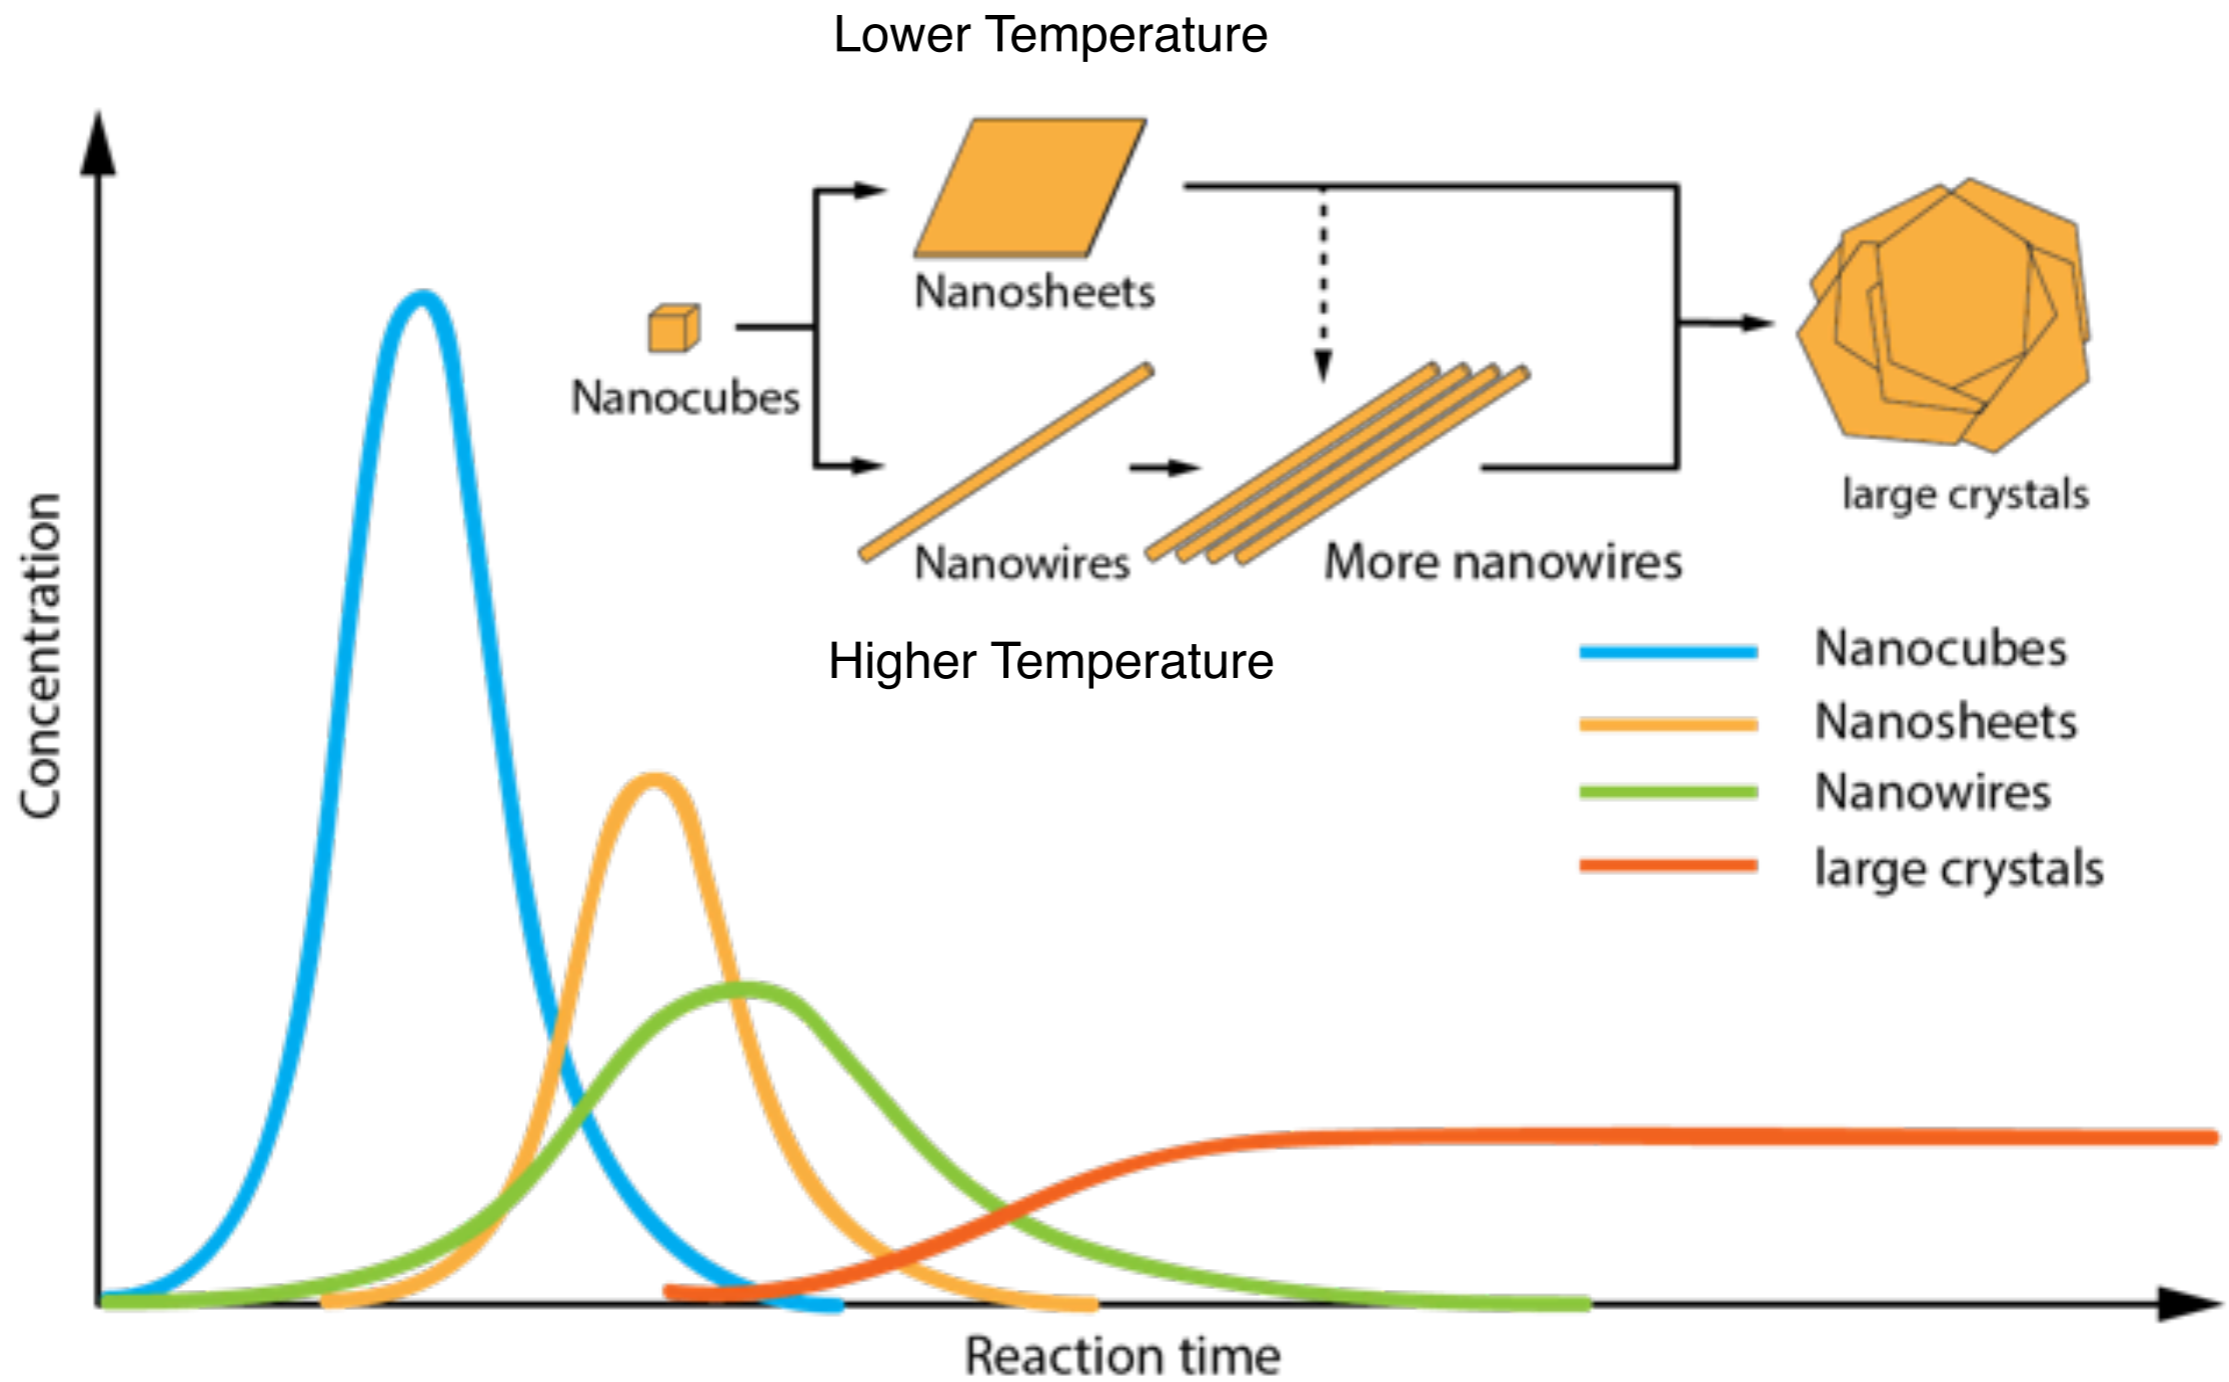 Lower Temperature
Nanosheets
Nanocubes
large crystals
Nanowires
More nanowires
Higher Temperature
Concentration
Nanocubes
Nanosheets
Nanowires
large crystals
Reaction time